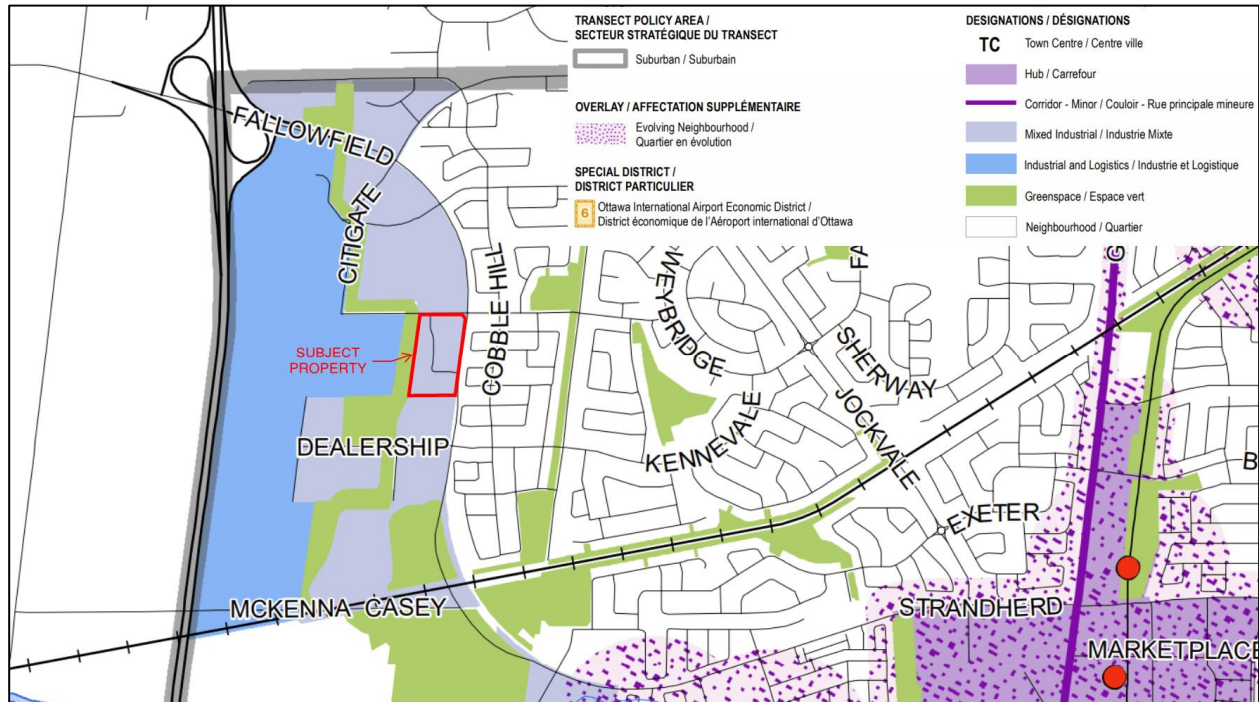 TRANSECT POLICY AREA /
SECTEUR STRATÉGIQUE DU TRANSECT
Suburban / Suburbain
OVERLAY / AFFECTATION SUPPLÉMENTAIRE
Evolving Neighbourhood /
Quartier en évolution
SPECIAL DISTRICT /
DISTRICT PARTICULIER
6
Ottawa International Airport Economic District /
District économique de l'Aéroport international d'Ottawa
DESIGNATIONS / DÉSIGNATIONS
TC Town Centre / Centre ville
Hub / Carrefour
Corridor - Minor / Couloir - Rue principale mineure
Mixed Industrial / Industrie Mixte
Industrial and Logistics / Industrie et Logistique
Greenspace / Espace vert
Neighbourhood / Quartier
FALLOWFIELD
CITIGATE
COBBLE HILL
WEYBRIDGE
FA
G
SHERWAY
SUBJECT
PROPERTY
JOCKVALE
KENNEVALE
DEALERSHIP
B
EXETER
MCKENNA CASEY
STRANDHERD
MARKETPLACE